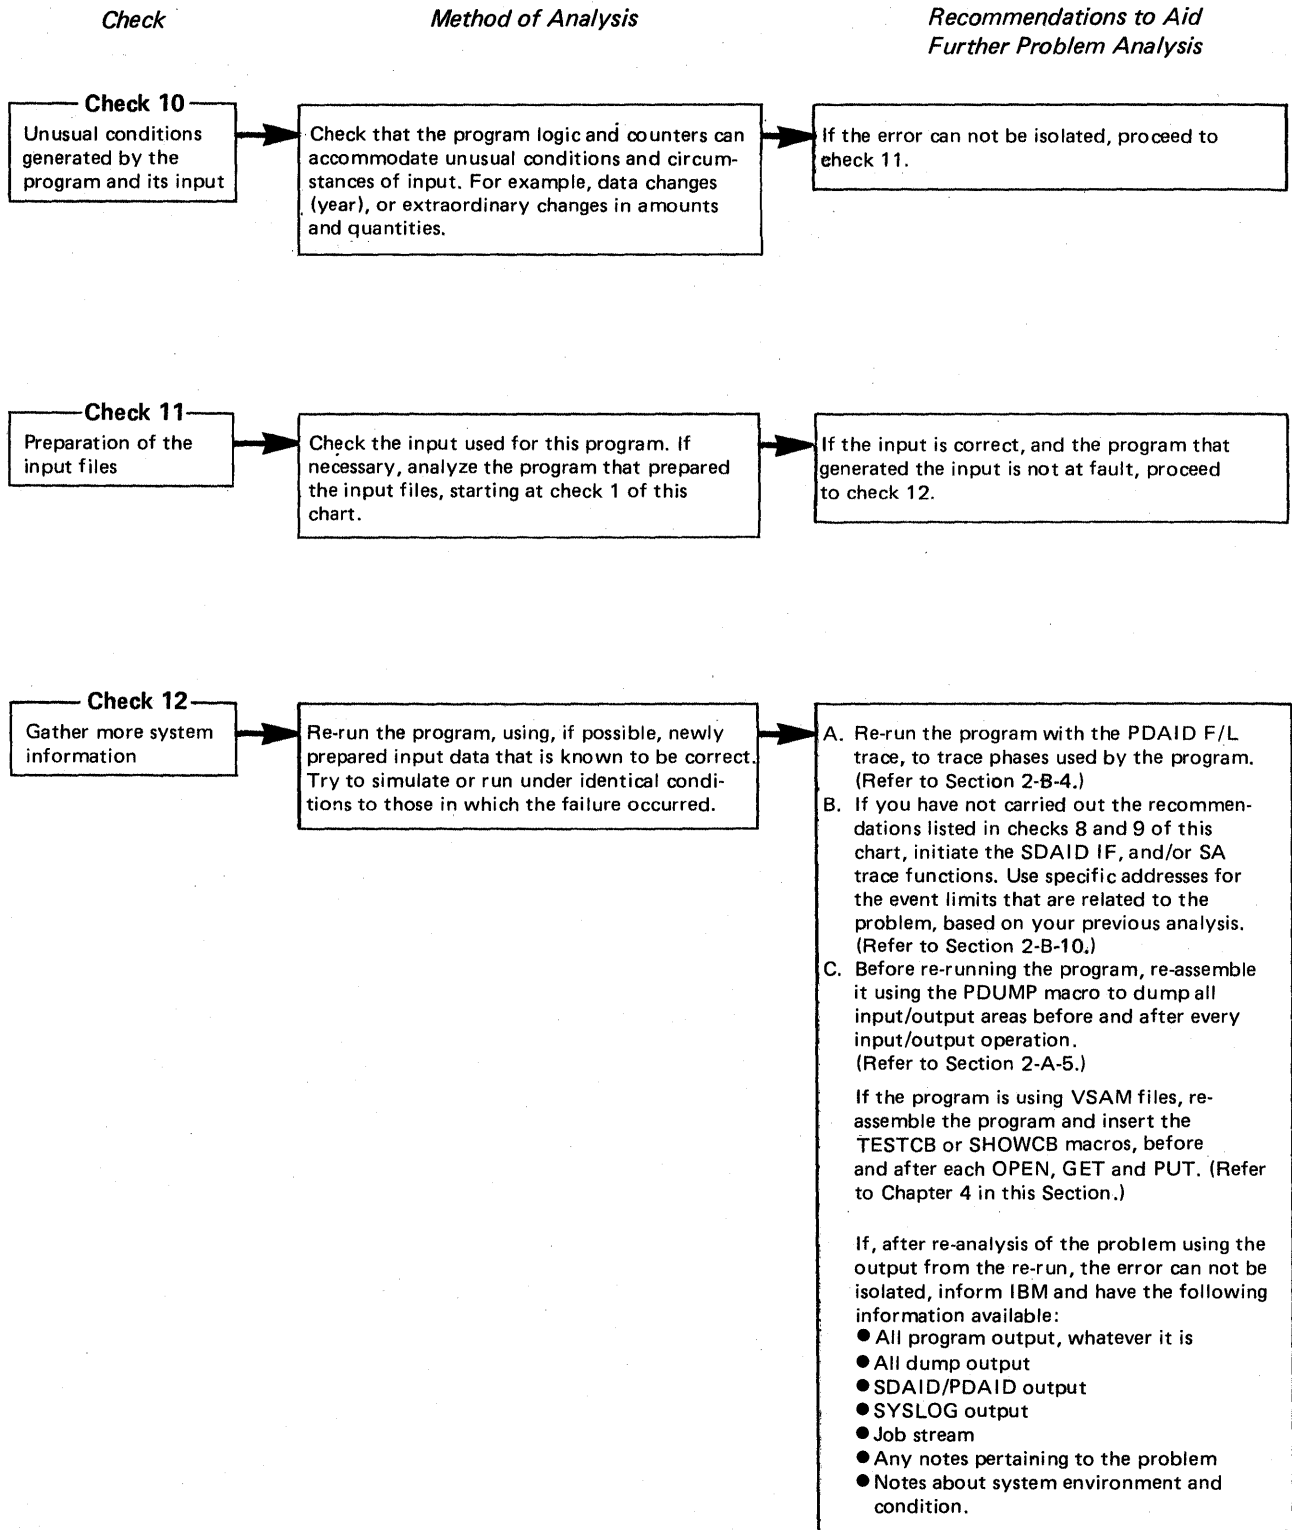 Check
Method of Analysis
Recommendations to Aid
Further Problem Analysis
Check 10
Unusual conditions
generated by the
program and its input
Check that the program logic and counters can
accommodate unusual conditions and circum-
stances of input. For example, data changes
(year), or extraordinary changes in amounts
and quantities.
If the error can not be isolated, proceed to
check 11.
Check 11
Preparation of the
input files
Check the input used for this program. If
necessary, analyze the program that prepared
the input files, starting at check 1 of this
chart.
If the input is correct, and the program that
generated the input is not at fault, proceed
to check 12.
Check 12
Gather more system
information
Re-run the program, using, if possible, newly
prepared input data that is known to be correct.
Try to simulate or run under identical condi-
tions to those in which the failure occurred.
A. Re-run the program with the PDAID F/L
trace, to trace phases used by the program.
(Refer to Section 2-B-4.)
B. If you have not carried out the recommen-
dations listed in checks 8 and 9 of this
chart, initiate the SDAID IF, and/or SA
trace functions. Use specific addresses for
the event limits that are related to the
problem, based on your previous analysis.
(Refer to Section 2-B-10.)
C. Before re-running the program, re-assemble
it using the PDUMP macro to dump all
input/output areas before and after every
input/output operation.
(Refer to Section 2-A-5.)
If the program is using VSAM files, re-
assemble the program and insert the
TESTCB or SHOWCB macros, before
and after each OPEN, GET and PUT. (Refer
to Chapter 4 in this Section.)
If, after re-analysis of the problem using the
output from the re-run, the error can not be
isolated, inform IBM and have the following
information available:
● All program output, whatever it is
● All dump output
● SDAID/PDAID output
● SYSLOG output
● Job stream
● Any notes pertaining to the problem
● Notes about system environment and
condition.